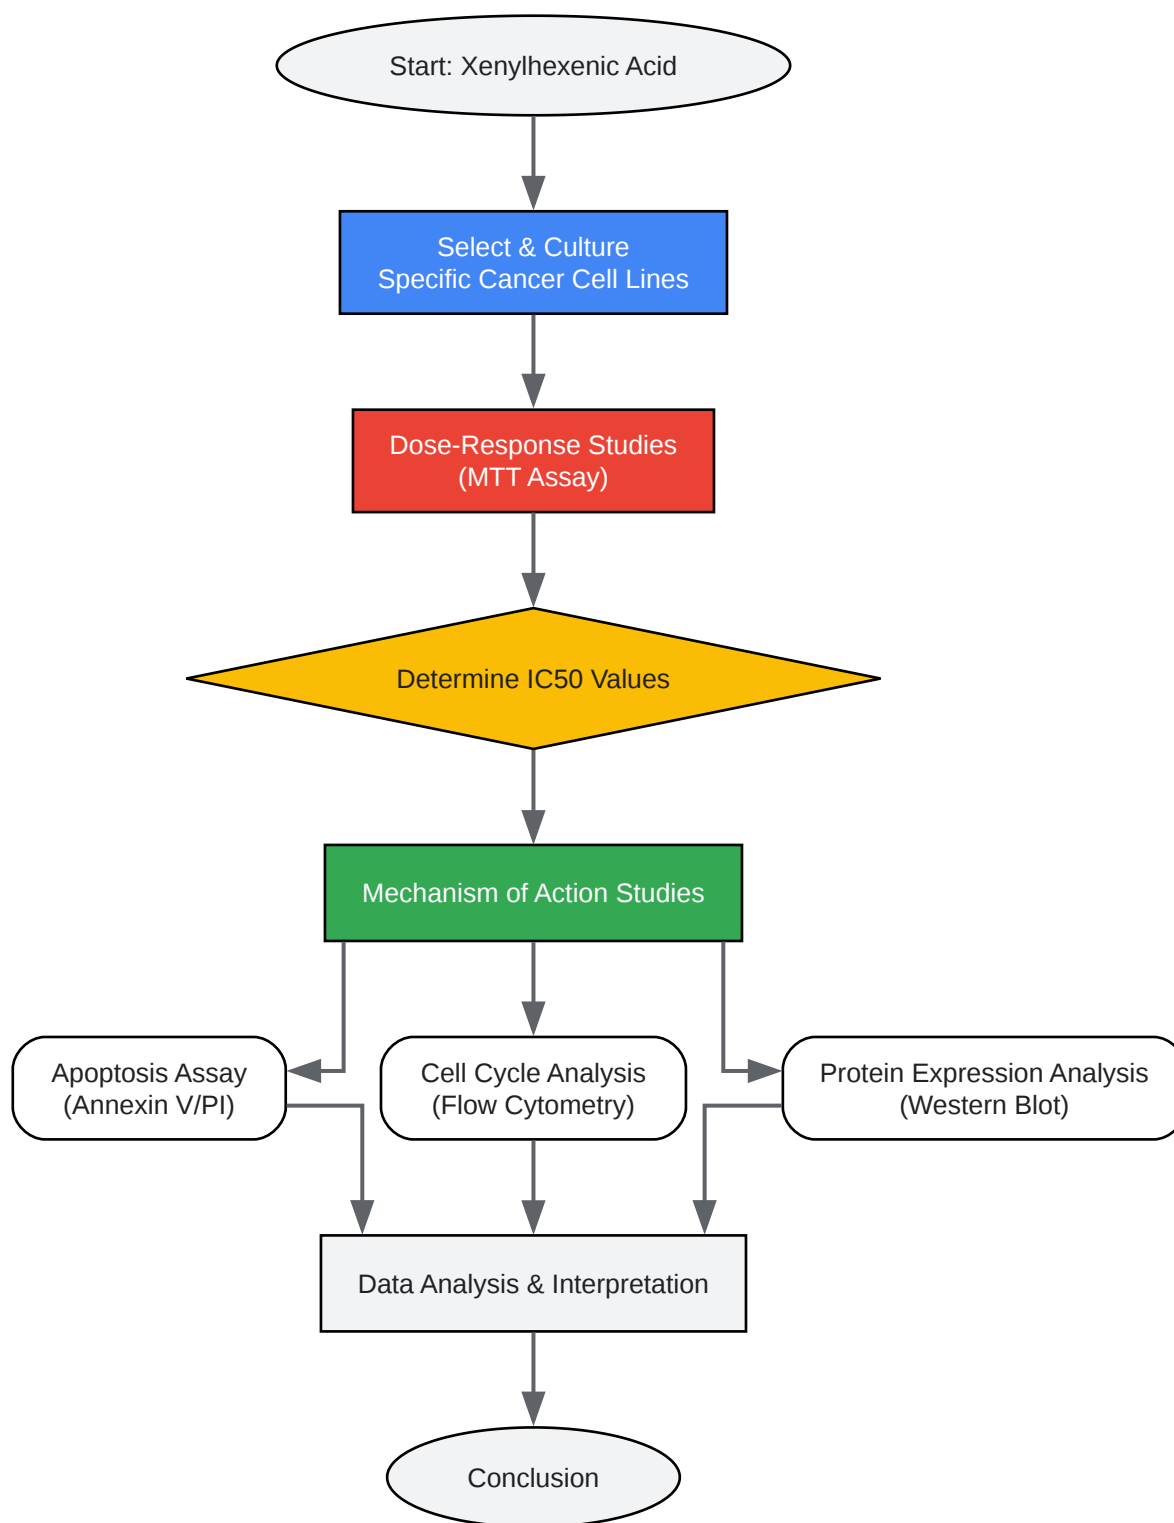 Start: Xenylhexenic Acid
Select & Culture
Specific Cancer Cell Lines
Dose-Response Studies
(MTT Assay)
Determine IC50 Values
Mechanism of Action Studies
Apoptosis Assay
(Annexin V/PI)
Cell Cycle Analysis
(Flow Cytometry)
Protein Expression Analysis
(Western Blot)
Data Analysis & Interpretation
Conclusion